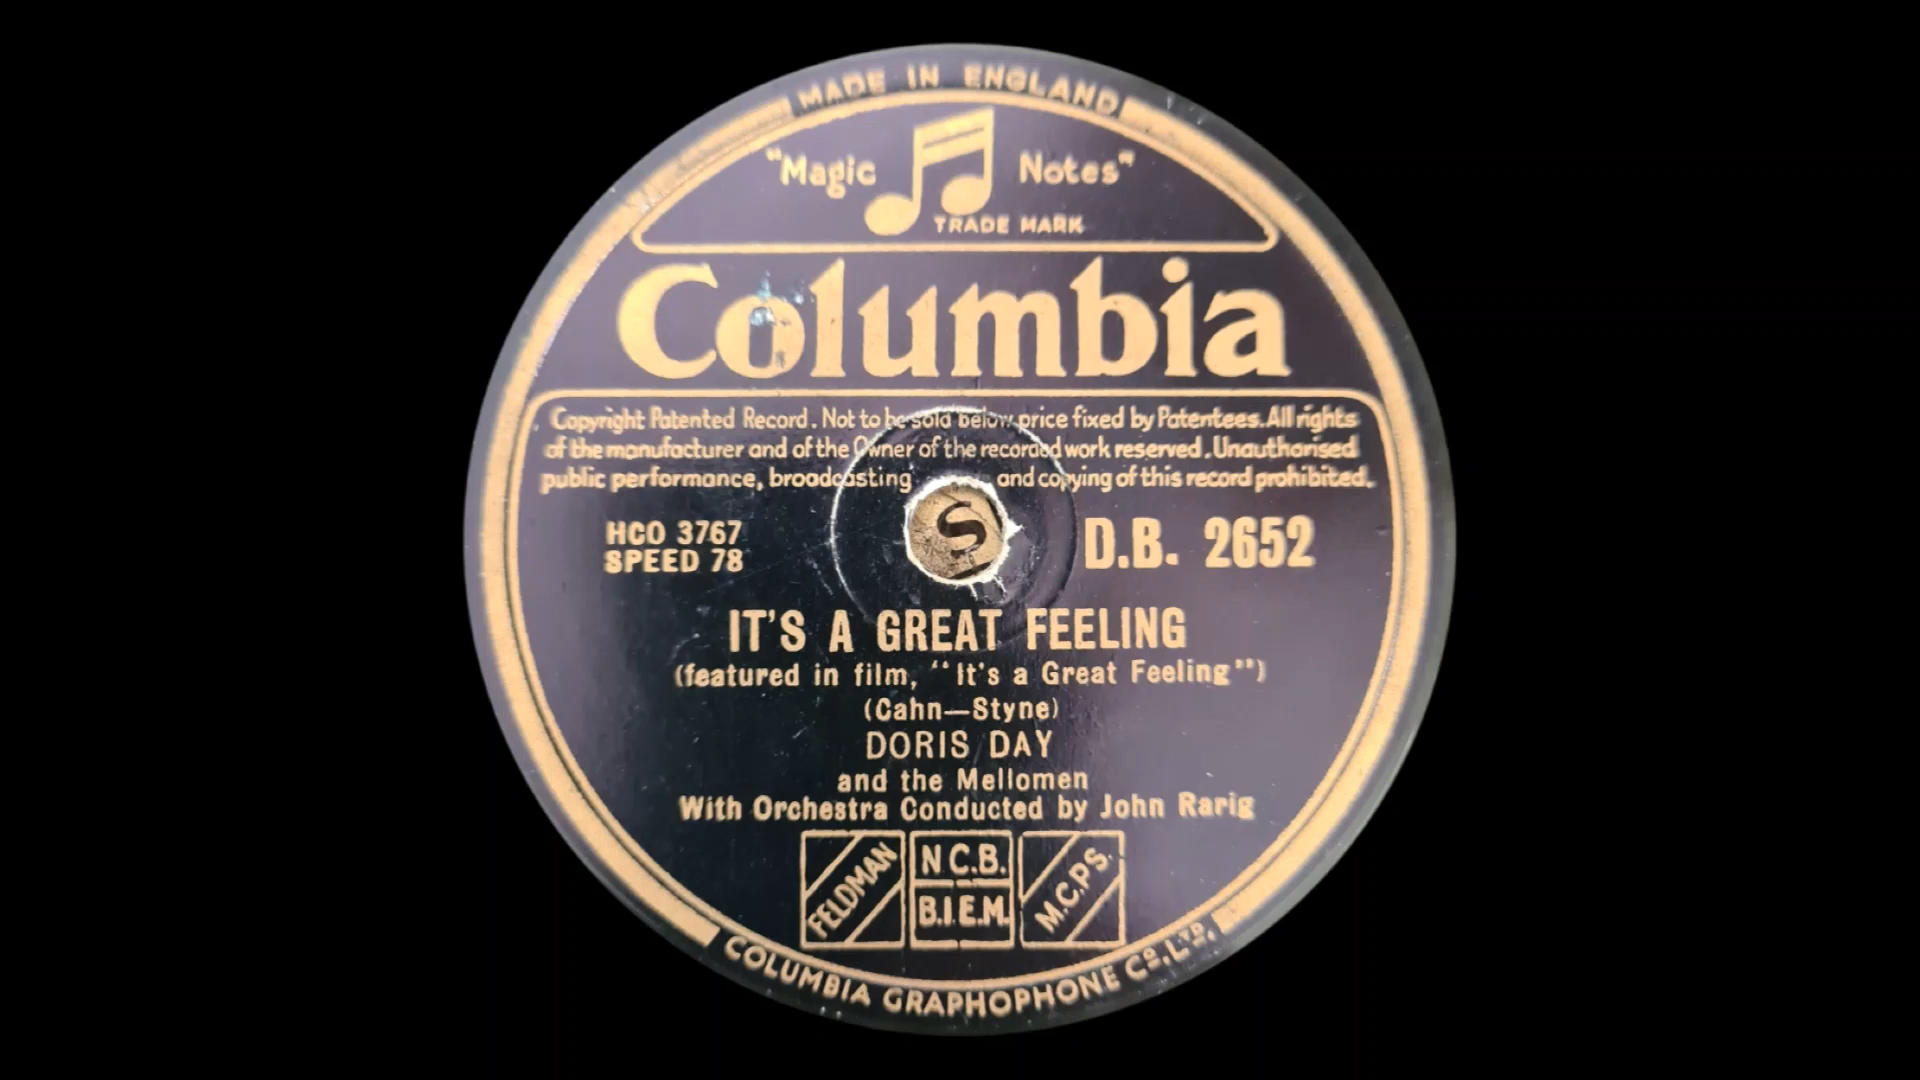 MADE IN ENGLAND
"Magic Notes"
TRADE MARK
Columbia
Copyright Patented Record. Not to be sold below price fixed by Patentees. All rights
of the manufacturer and of the Owner of the recorded work reserved. Unauthorised
public performance, broadcasting and copying of this record prohibited.
HCO 3767
SPEED 78
S
D.B. 2652
IT'S A GREAT FEELING
(featured in film, "It's a Great Feeling")
(Cahn—Styne)
DORIS DAY
and the Mellomen
With Orchestra Conducted by John Rarig
FELDMAN
N.C.B.
B.I.E.M.
M.C.P.S.
COLUMBIA GRAPHOPHONE CO. LTD.